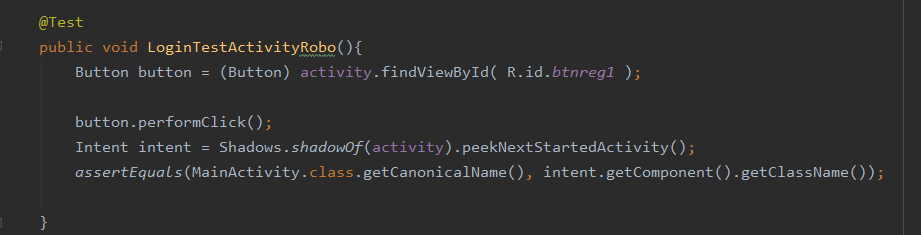 @Test
public void LoginTestActivityRobo(){
Button button = (Button) activity.findViewById( R.id.btnreg1 );
button.performClick();
Intent intent = Shadows.shadowOf(activity).peekNextStartedActivity();
assertEquals(MainActivity.class.getCanonicalName(), intent.getComponent().getClassName());
}